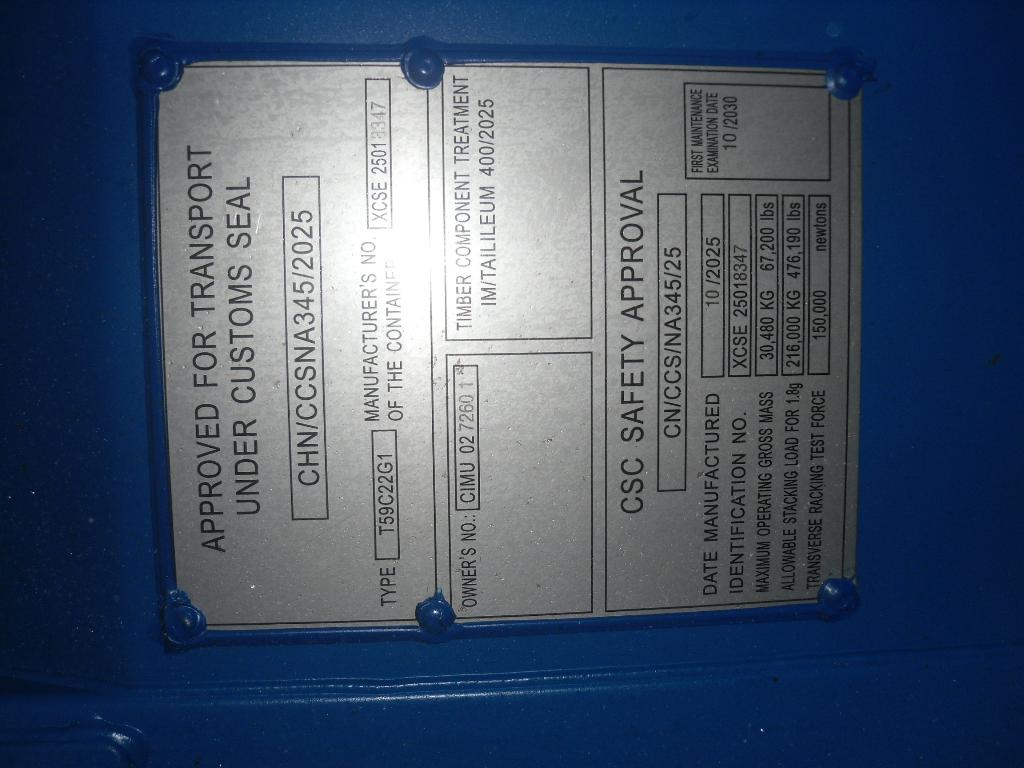 APPROVED FOR TRANSPORT
UNDER CUSTOMS SEAL
CHN/CCSNA345/2025
TYPE T59C22G1 MANUFACTURER'S NO.
OF THE CONTAINER XCSE 25018347
OWNER'S NO.: CIMU 02 7260 1
TIMBER COMPONENT TREATMENT
IM/TAILILEUM 400/2025
CSC SAFETY APPROVAL
CN/CCS/NA345/25
DATE MANUFACTURED 10 /2025
IDENTIFICATION NO. XCSE 25018347
MAXIMUM OPERATING GROSS MASS 30,480 KG 67,200 lbs
ALLOWABLE STACKING LOAD FOR 1.8g 216,000 KG 476,190 lbs
TRANSVERSE RACKING TEST FORCE 150,000 newtons
FIRST MAINTENANCE
EXAMINATION DATE
10 /2030